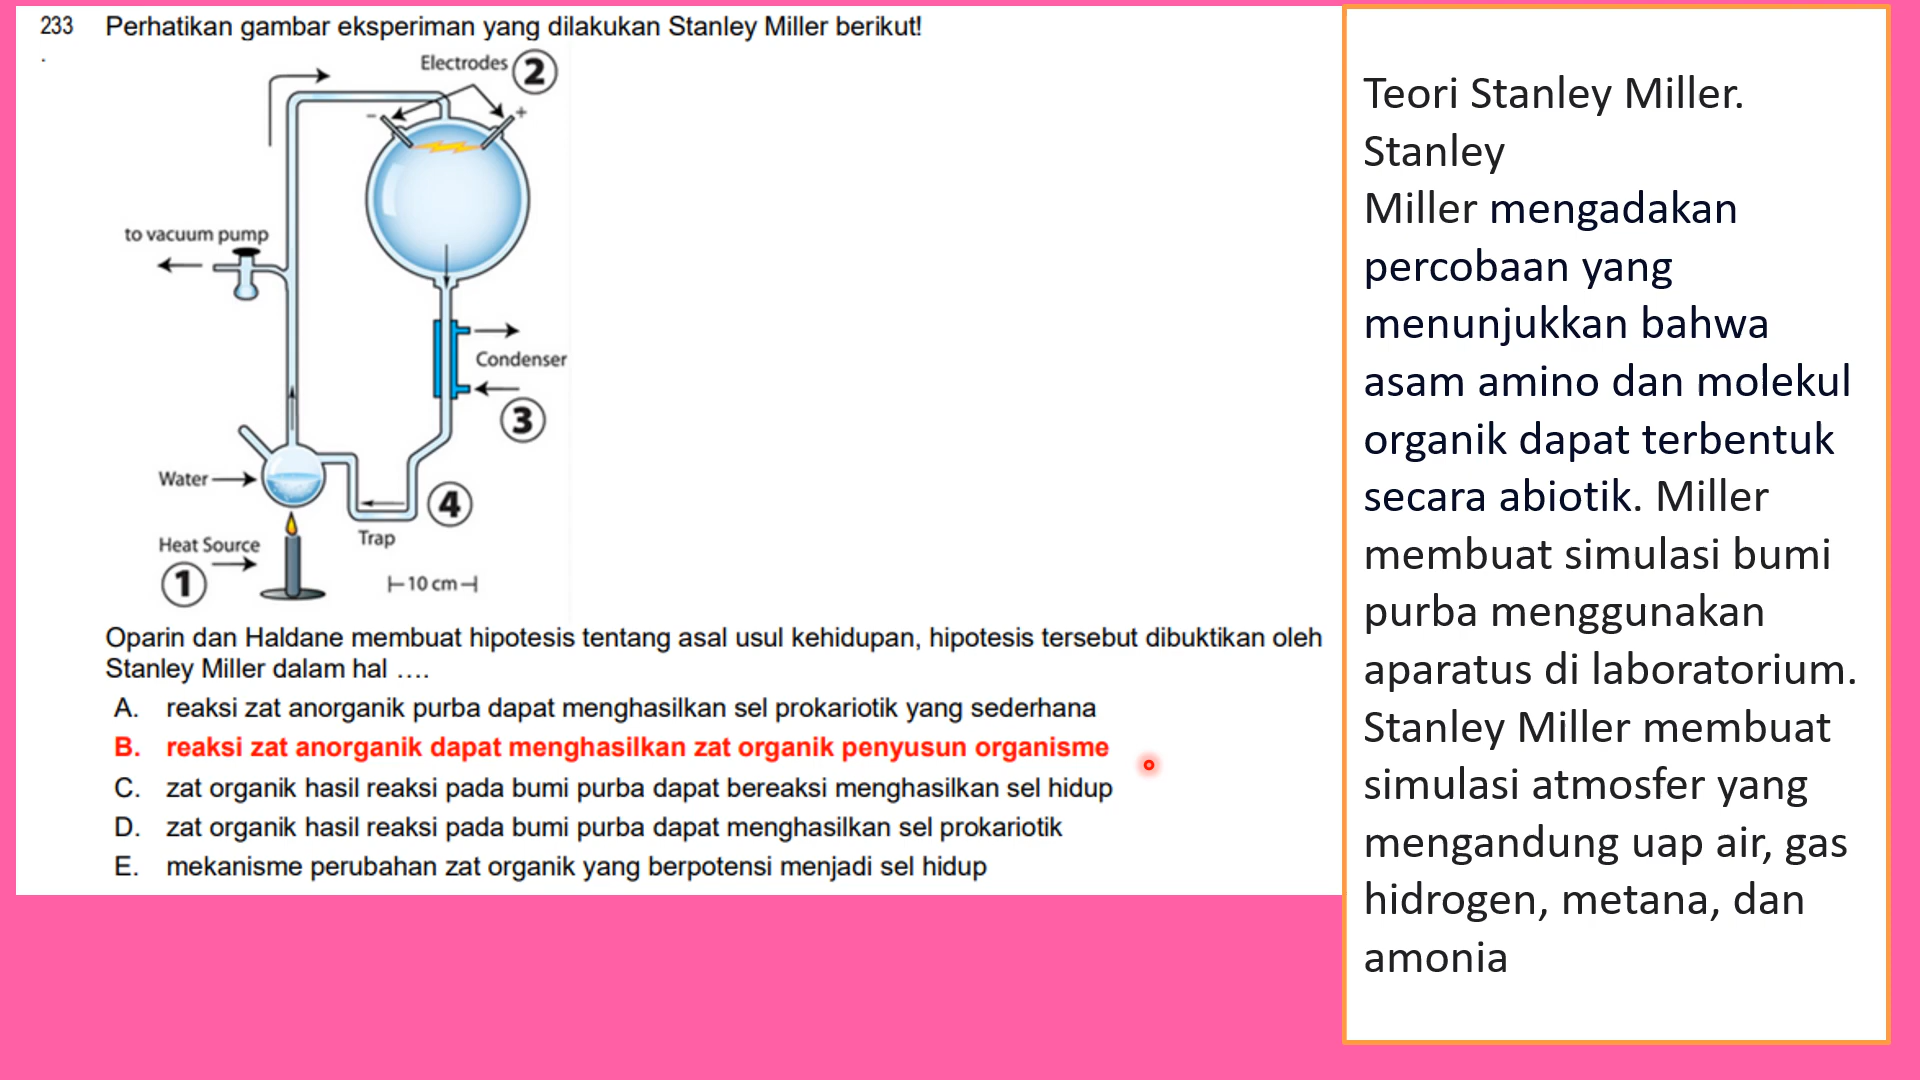 233 Perhatikan gambar eksperiman yang dilakukan Stanley Miller berikut!
.
Electrodes 2
− +
to vacuum pump
Condenser
3
Water
4
Trap
Heat Source
1
10 cm
Oparin dan Haldane membuat hipotesis tentang asal usul kehidupan, hipotesis tersebut dibuktikan oleh
Stanley Miller dalam hal ….
A. reaksi zat anorganik purba dapat menghasilkan sel prokariotik yang sederhana
B. reaksi zat anorganik dapat menghasilkan zat organik penyusun organisme
C. zat organik hasil reaksi pada bumi purba dapat bereaksi menghasilkan sel hidup
D. zat organik hasil reaksi pada bumi purba dapat menghasilkan sel prokariotik
E. mekanisme perubahan zat organik yang berpotensi menjadi sel hidup
Teori Stanley Miller.
Stanley
Miller mengadakan
percobaan yang
menunjukkan bahwa
asam amino dan molekul
organik dapat terbentuk
secara abiotik. Miller
membuat simulasi bumi
purba menggunakan
aparatus di laboratorium.
Stanley Miller membuat
simulasi atmosfer yang
mengandung uap air, gas
hidrogen, metana, dan
amonia